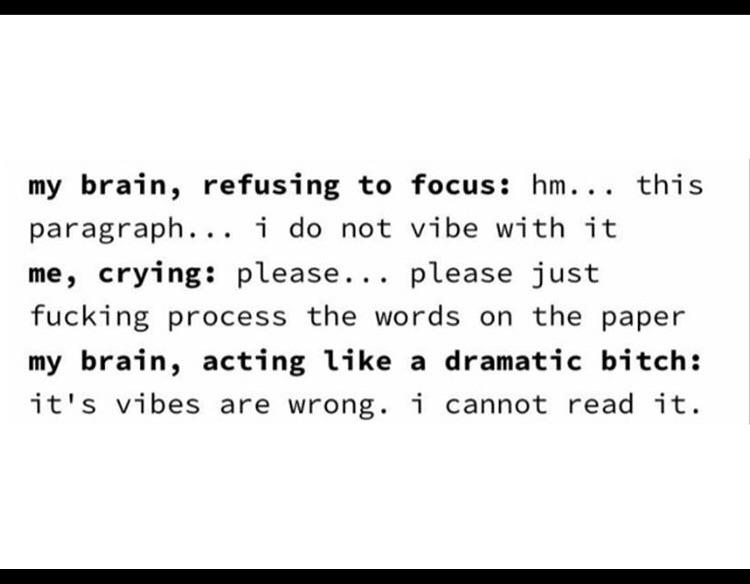 my brain, refusing to focus: hm... this
paragraph... i do not vibe with it
me, crying: please... please just
fucking process the words on the paper
my brain, acting like a dramatic bitch:
it's vibes are wrong. i cannot read it.